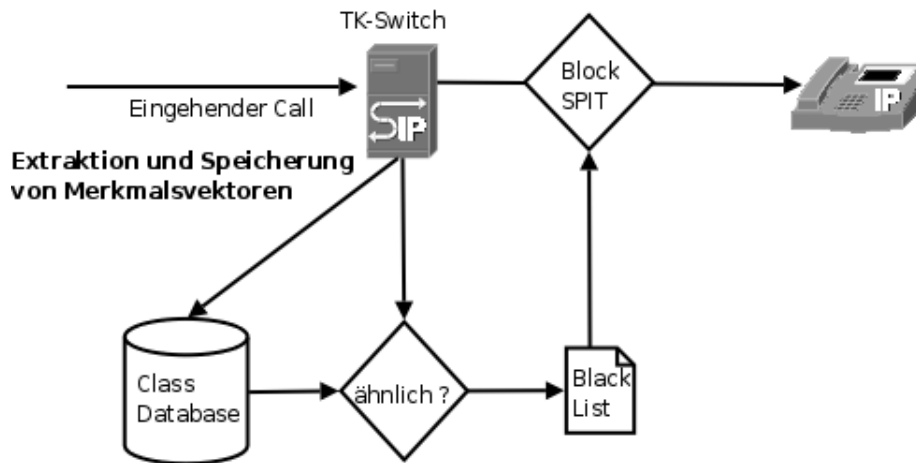 TK-Switch
Block
SPIT
Eingehender Call
IP
IP
Extraktion und Speicherung
von Merkmalsvektoren
Class
Database
ähnlich ?
Black
List